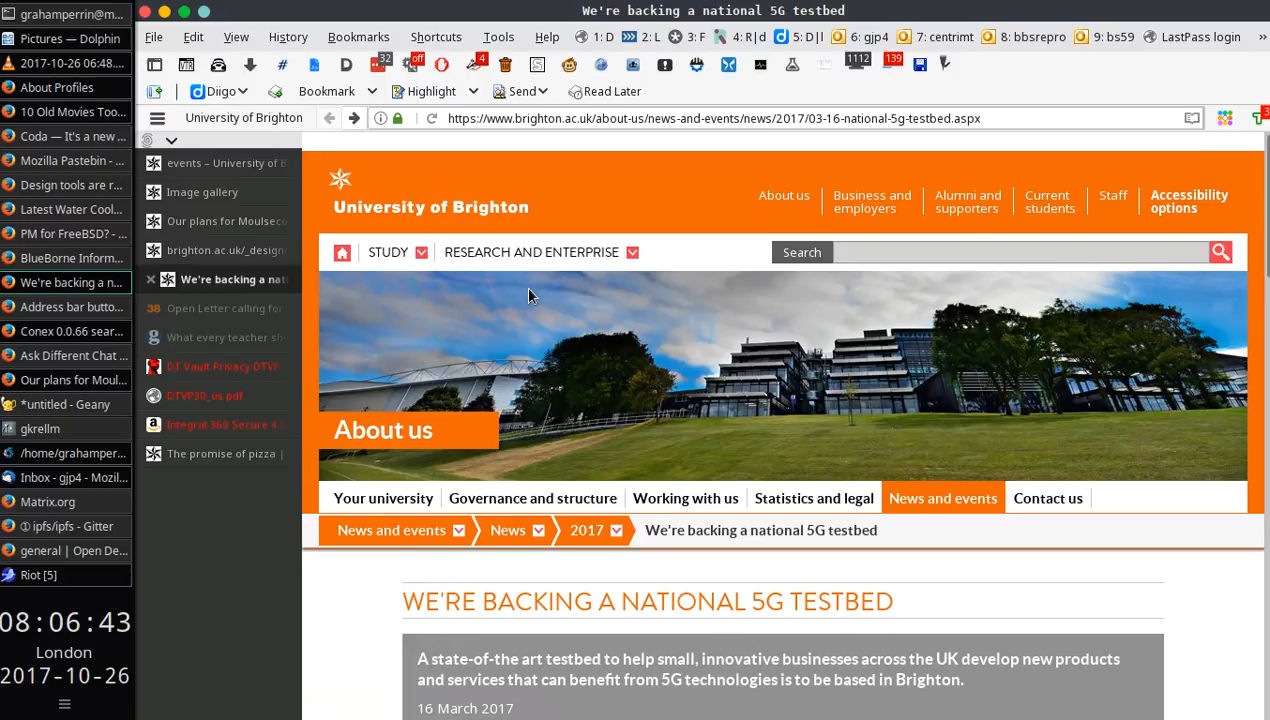 We're backing a national 5G testbed
grahamperrin@m...
Pictures — Dolphin
2017-10-26 06:48....
About Profiles
10 Old Movies Too...
Coda — It's a new ...
Mozilla Pastebin - ...
Design tools are r...
Latest Water Cool...
PM for FreeBSD? - ...
BlueBorne Inform...
We're backing a n...
Address bar butto...
Conex 0.0.66 sear...
Ask Different Chat ...
Our plans for Moul...
*untitled - Geany
gkrellm
/home/grahamper...
Inbox - gjp4 - Mozil...
Matrix.org
① ipfs/ipfs - Gitter
general | Open De...
Riot [5]
08:06:43
London
2017-10-26
File Edit View History Bookmarks Shortcuts Tools Help 1: D 2: L 3: F 4: R|d 5: D|l 6: gjp4 7: centrimt 8: bbsrepro 9: bs59 LastPass login »
32 off 4 1112 139
Diigo Bookmark Highlight Send Read Later
University of Brighton https://www.brighton.ac.uk/about-us/news-and-events/news/2017/03-16-national-5g-testbed.aspx 3
events – University of B
Image gallery
Our plans for Moulseco
brighton.ac.uk/_design
We're backing a nati
Open Letter calling for
What every teacher sh
DT Vault Privacy DTVP
DTVP30_us.pdf
Integral 360 Secure 4
The promise of pizza |
University of Brighton
About us
Business and employers
Alumni and supporters
Current students
Staff
Accessibility options
STUDY RESEARCH AND ENTERPRISE Search
About us
Your university Governance and structure Working with us Statistics and legal News and events Contact us
News and events News 2017 We're backing a national 5G testbed
WE'RE BACKING A NATIONAL 5G TESTBED
A state-of-the art testbed to help small, innovative businesses across the UK develop new products
and services that can benefit from 5G technologies is to be based in Brighton.
16 March 2017